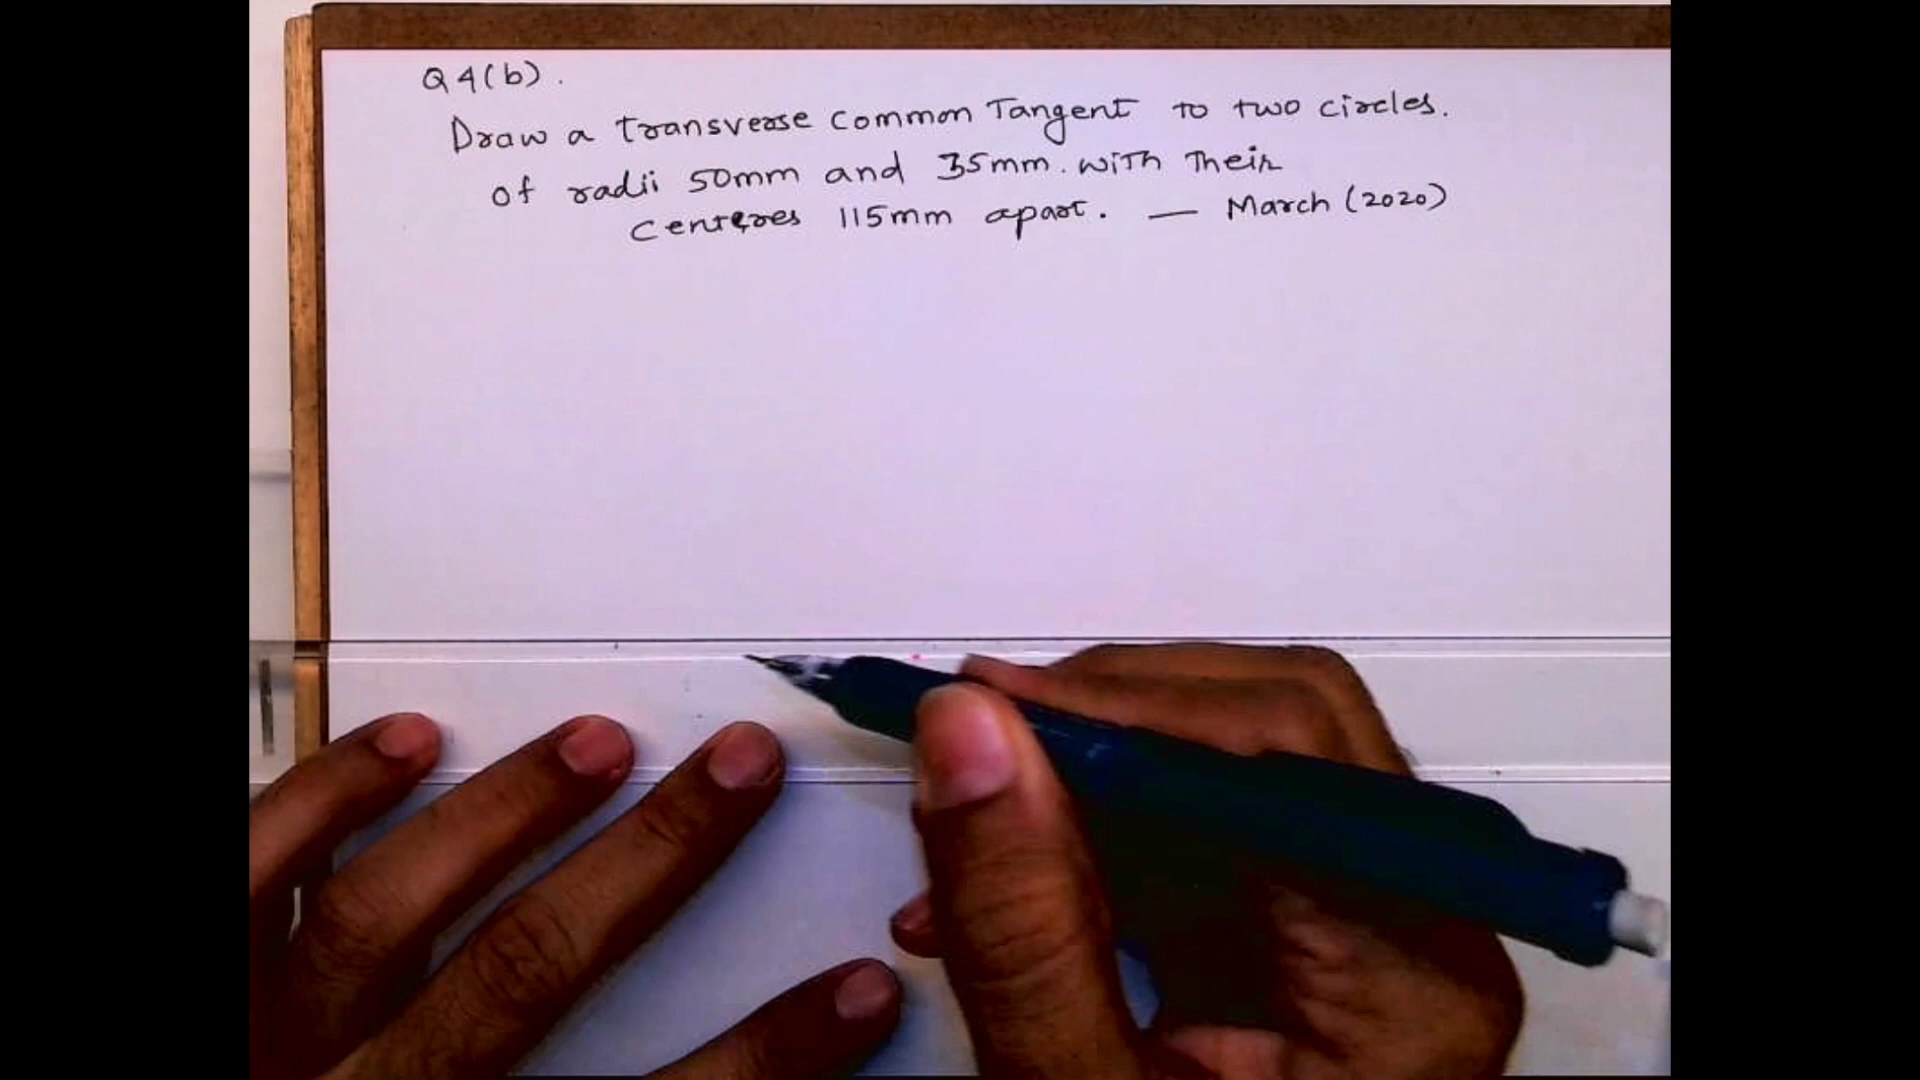 Q4(b).
Draw a transverse common Tangent to two circles.
of radii 50mm and 35mm. with Their
centres 115mm apart. — March (2020)